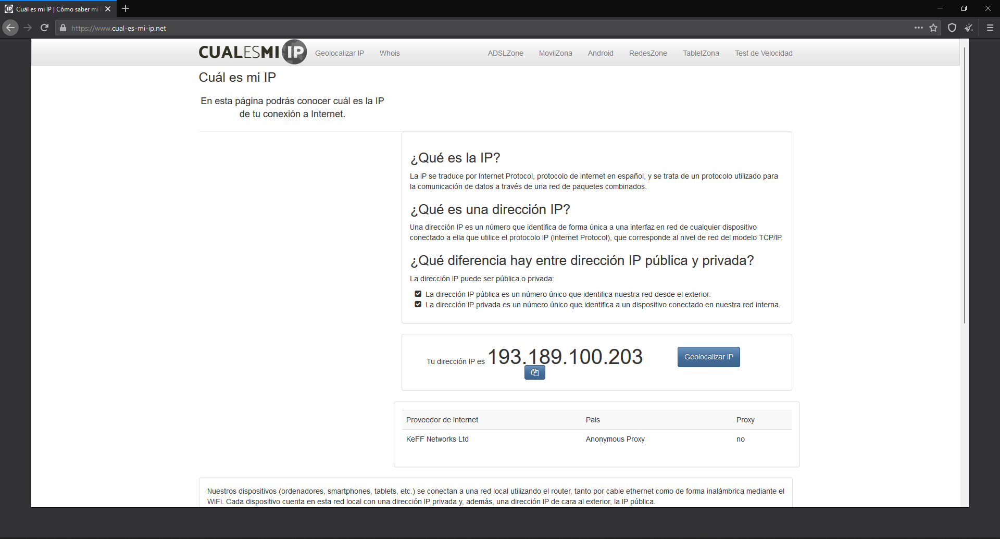 Cuál es mi IP | Cómo saber mi
https://www.cual-es-mi-ip.net
CUALESMI IP
Geolocalizar IP
Whois
ADSLZone
MovilZona
Android
RedesZone
TabletZona
Test de Velocidad
Cuál es mi IP
En esta página podrás conocer cuál es la IP
de tu conexión a Internet.
¿Qué es la IP?
La IP se traduce por Internet Protocol, protocolo de Internet en español, y se trata de un protocolo utilizado para
la comunicación de datos a través de una red de paquetes combinados.
¿Qué es una dirección IP?
Una dirección IP es un número que identifica de forma única a una interfaz en red de cualquier dispositivo
conectado a ella que utilice el protocolo IP (Internet Protocol), que corresponde al nivel de red del modelo TCP/IP.
¿Qué diferencia hay entre dirección IP pública y privada?
La dirección IP puede ser pública o privada:
La dirección IP pública es un número único que identifica nuestra red desde el exterior.
La dirección IP privada es un número único que identifica a un dispositivo conectado en nuestra red interna.
Tu dirección IP es 193.189.100.203
Geolocalizar IP
Proveedor de Internet
Pais
Proxy
KeFF Networks Ltd
Anonymous Proxy
no
Nuestros dispositivos (ordenadores, smartphones, tablets, etc.) se conectan a una red local utilizando el router, tanto por cable ethernet como de forma inalámbrica mediante el
WiFi. Cada dispositivo cuenta en esta red local con una dirección IP privada y, además, una dirección IP de cara al exterior, la IP pública.